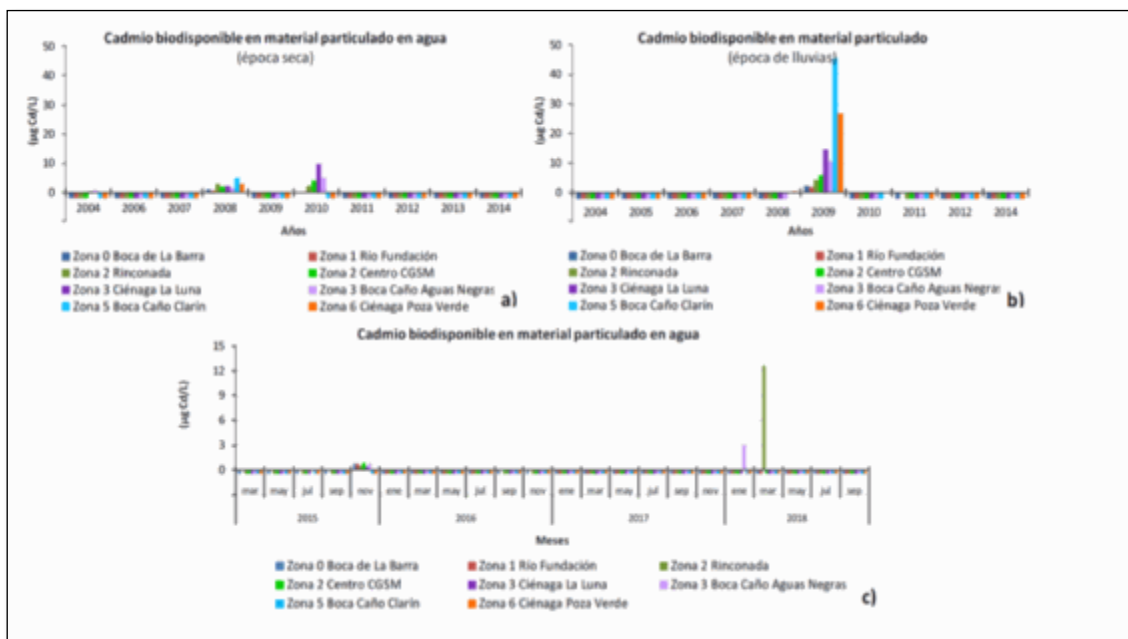 Cadmio biodisponible en material particulado en agua
(época seca)
50
40
30
20
10
0
(µg Cd/L)
2004 2006 2007 2008 2009 2010 2011 2012 2013 2014
Años
Zona 0 Boca de La Barra Zona 1 Río Fundación
Zona 2 Rinconada Zona 2 Centro CGSM
Zona 3 Ciénaga La Luna Zona 3 Boca Caño Aguas Negras
Zona 5 Boca Caño Clarín Zona 6 Ciénaga Poza Verde
a)
Cadmio biodisponible en material particulado
(época de lluvias)
50
40
30
20
10
0
(µg Cd/L)
2004 2005 2006 2007 2008 2009 2010 2011 2012 2014
Años
Zona 0 Boca de La Barra Zona 1 Río Fundación
Zona 2 Rinconada Zona 2 Centro CGSM
Zona 3 Ciénaga La Luna Zona 3 Boca Caño Aguas Negras
Zona 5 Boca Caño Clarín Zona 6 Ciénaga Poza Verde
b)
Cadmio biodisponible en material particulado en agua
15
12
9
6
3
0
(µg Cd/L)
mar may jul sep nov ene mar may jul sep nov ene mar may jul sep nov ene mar may jul sep
2015 2016 2017 2018
Meses
Zona 0 Boca de La Barra Zona 1 Río Fundación Zona 2 Rinconada
Zona 2 Centro CGSM Zona 3 Ciénaga La Luna Zona 3 Boca Caño Aguas Negras
Zona 5 Boca Caño Clarín Zona 6 Ciénaga Poza Verde
c)